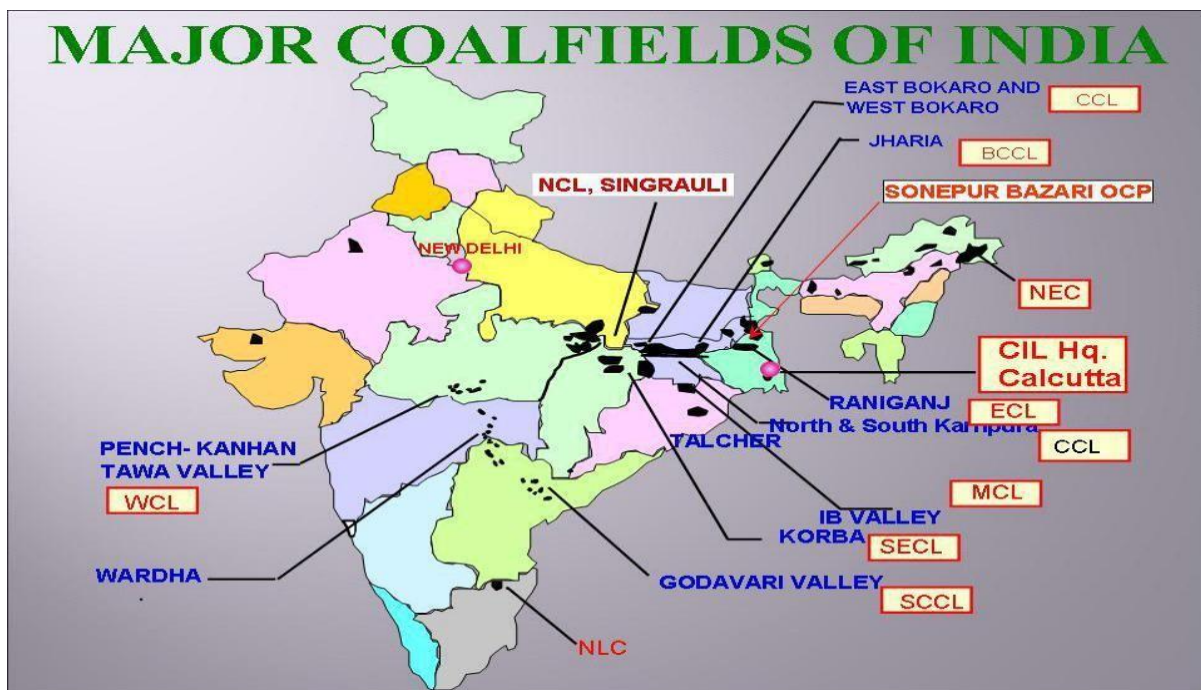 MAJOR COALFIELDS OF INDIA
EAST BOKARO AND
WEST BOKARO
CCL
JHARIA
BCCL
NCL, SINGRAULI
SONEPUR BAZARI OCP
NEW DELHI
NEC
CIL Hq.
Calcutta
RANIGANJ
ECL
North & South Karnpura
TALCHER
CCL
PENCH- KANHAN
TAWA VALLEY
WCL
MCL
IB VALLEY
KORBA
SECL
WARDHA
GODAVARI VALLEY
SCCL
NLC